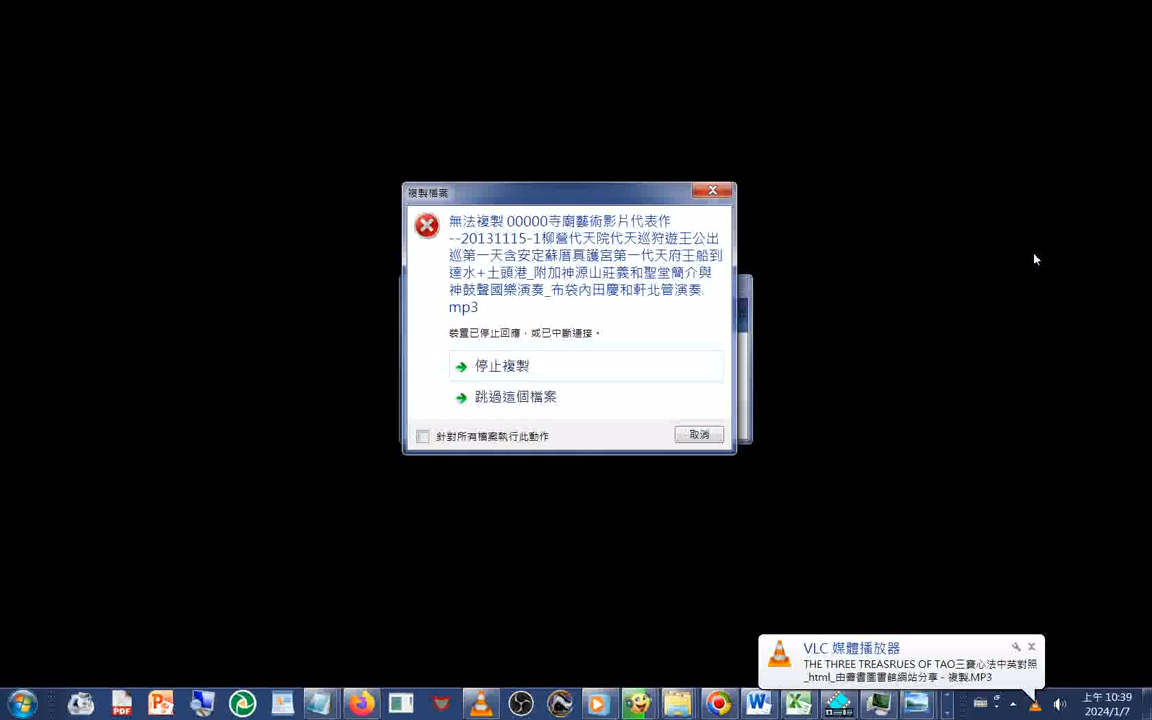 複製檔案
無法複製 00000寺廟藝術影片代表作
--20131115-1柳營代天院代天巡狩遊王公出
巡第一天含安定蘇厝真護宮第一代天府王船到
達水+土頭港_附加神源山莊義和聖堂簡介與
神鼓聲國樂演奏_布袋內田慶和軒北管演奏.
mp3
裝置已停止回應，或已中斷連接。
停止複製
跳過這個檔案
針對所有檔案執行此動作
取消
VLC 媒體播放器
THE THREE TREASRUES OF TAO三寶心法中英對照
_html_由善書圖書館網站分享 - 複製.MP3
上午 10:39
2024/1/7